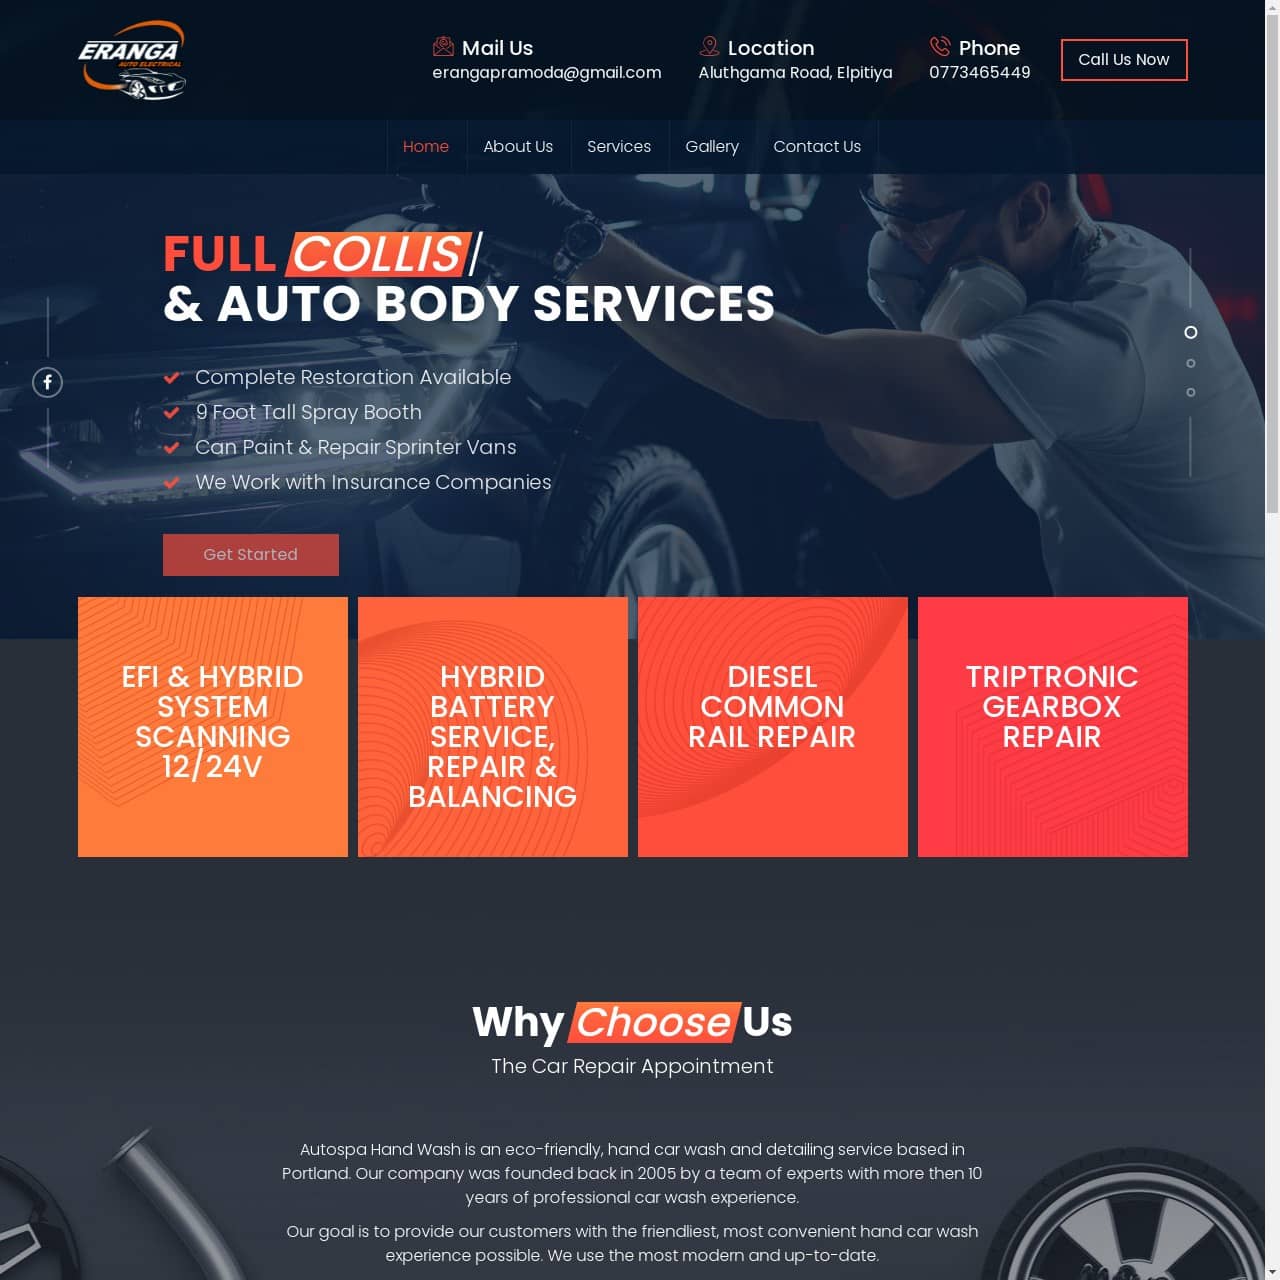 ERANGA
AUTO ELECTRICAL
Mail Us
erangapramoda@gmail.com
Location
Aluthgama Road, Elpitiya
Phone
0773465449
Call Us Now
Home
About Us
Services
Gallery
Contact Us
FULL COLLIS
& AUTO BODY SERVICES
Complete Restoration Available
9 Foot Tall Spray Booth
Can Paint & Repair Sprinter Vans
We Work with Insurance Companies
Get Started
EFI & HYBRID
SYSTEM
SCANNING
12/24V
HYBRID
BATTERY
SERVICE,
REPAIR &
BALANCING
DIESEL
COMMON
RAIL REPAIR
TRIPTRONIC
GEARBOX
REPAIR
Why Choose Us
The Car Repair Appointment
Autospa Hand Wash is an eco-friendly, hand car wash and detailing service based in
Portland. Our company was founded back in 2005 by a team of experts with more then 10
years of professional car wash experience.
Our goal is to provide our customers with the friendliest, most convenient hand car wash
experience possible. We use the most modern and up-to-date.